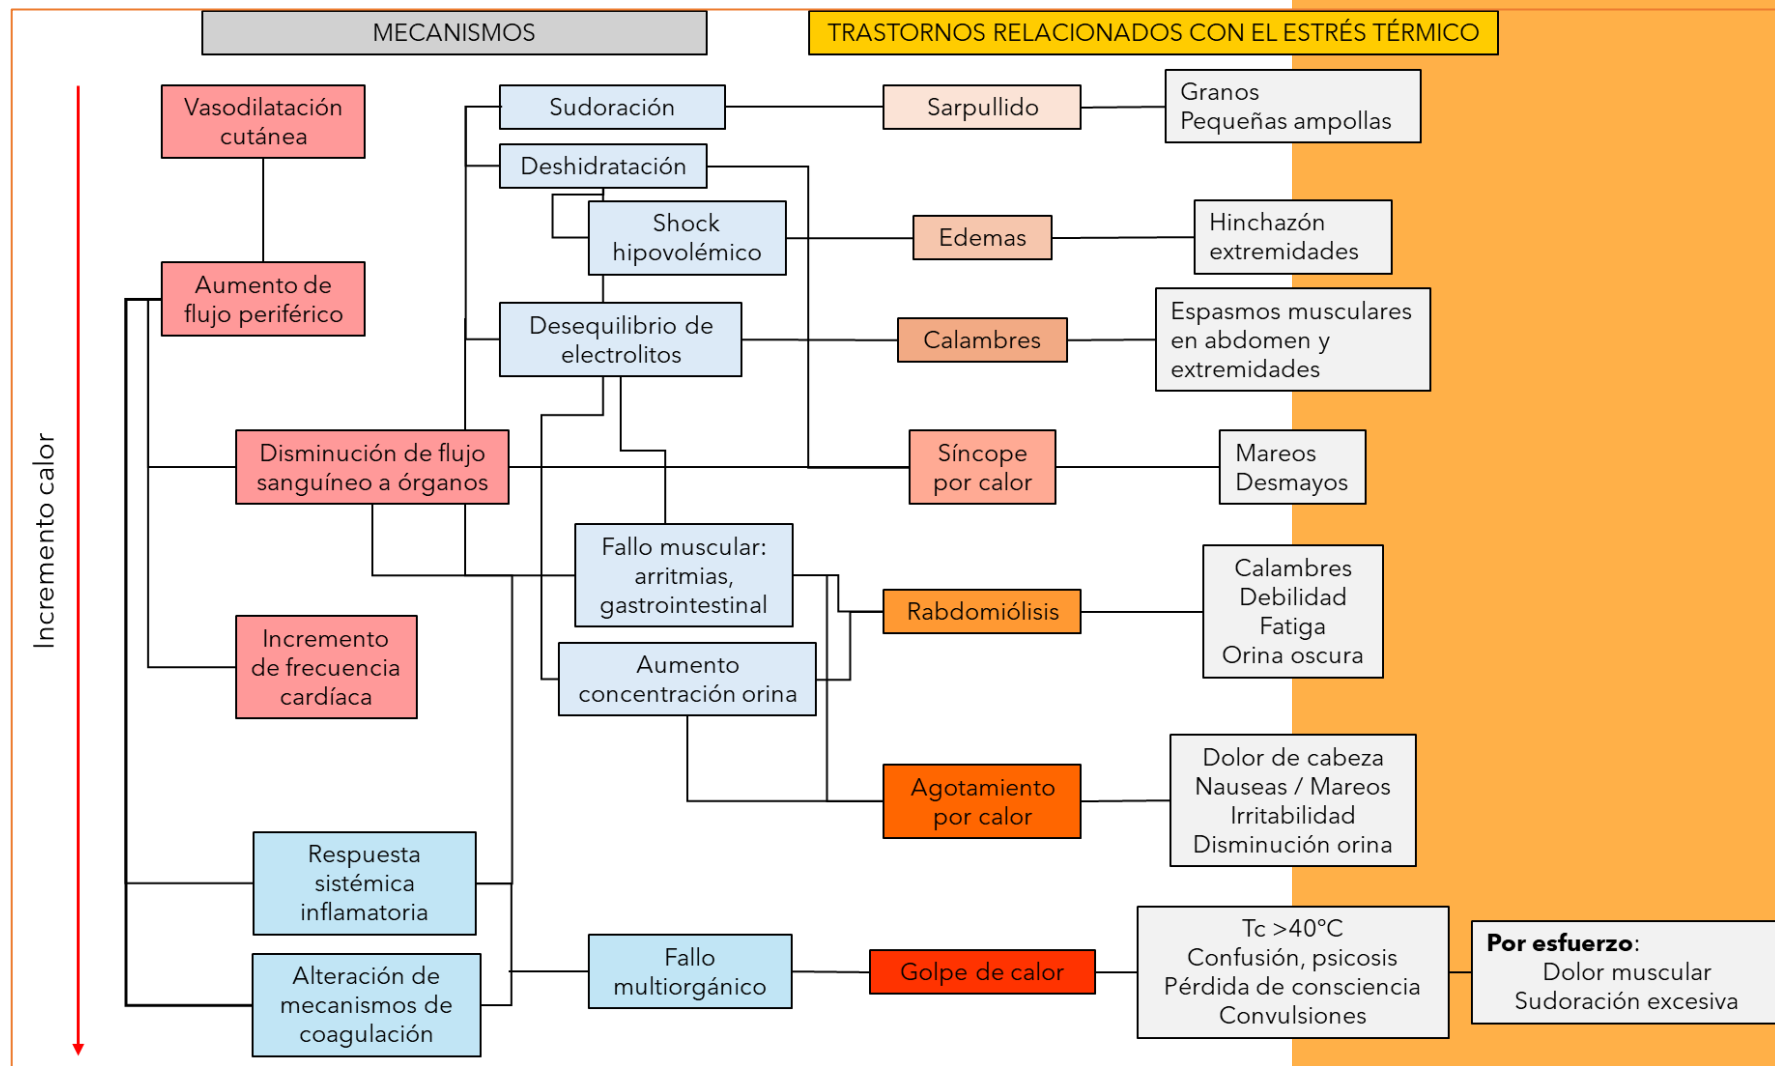 MECANISMOS
TRASTORNOS RELACIONADOS CON EL ESTRÉS TÉRMICO
Incremento calor
Vasodilatación
cutánea
Sudoración
Sarpullido
Granos
Pequeñas ampollas
Deshidratación
Shock
hipovolémico
Edemas
Hinchazón
extremidades
Aumento de
flujo periférico
Desequilibrio de
electrolitos
Calambres
Espasmos musculares
en abdomen y
extremidades
Disminución de flujo
sanguíneo a órganos
Síncope
por calor
Mareos
Desmayos
Fallo muscular:
arritmias,
gastrointestinal
Rabdomiólisis
Calambres
Debilidad
Fatiga
Orina oscura
Incremento
de frecuencia
cardíaca
Aumento
concentración orina
Agotamiento
por calor
Dolor de cabeza
Nauseas / Mareos
Irritabilidad
Disminución orina
Respuesta
sistémica
inflamatoria
Alteración de
mecanismos de
coagulación
Fallo
multiorgánico
Golpe de calor
Tc >40ºC
Confusión, psicosis
Pérdida de consciencia
Convulsiones
Por esfuerzo:
Dolor muscular
Sudoración excesiva